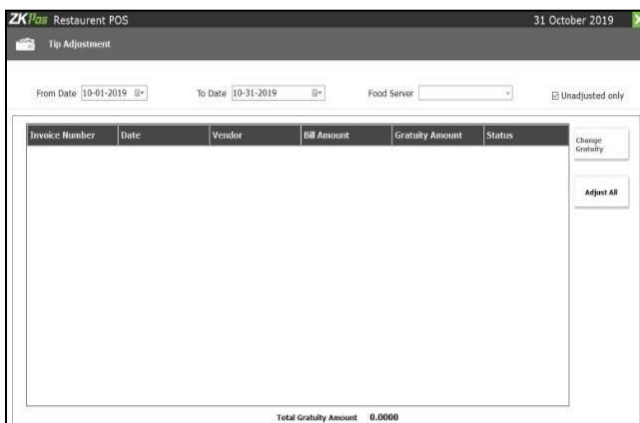 ZKPos Restaurent POS 31 October 2019
Tip Adjustment
From Date 10-01-2019 To Date 10-31-2019 Food Server Unadjusted only
Invoice Number Date Vendor Bill Amount Gratuity Amount Status
Change
Gratuity
Adjust All
Total Gratuity Amount 0.0000